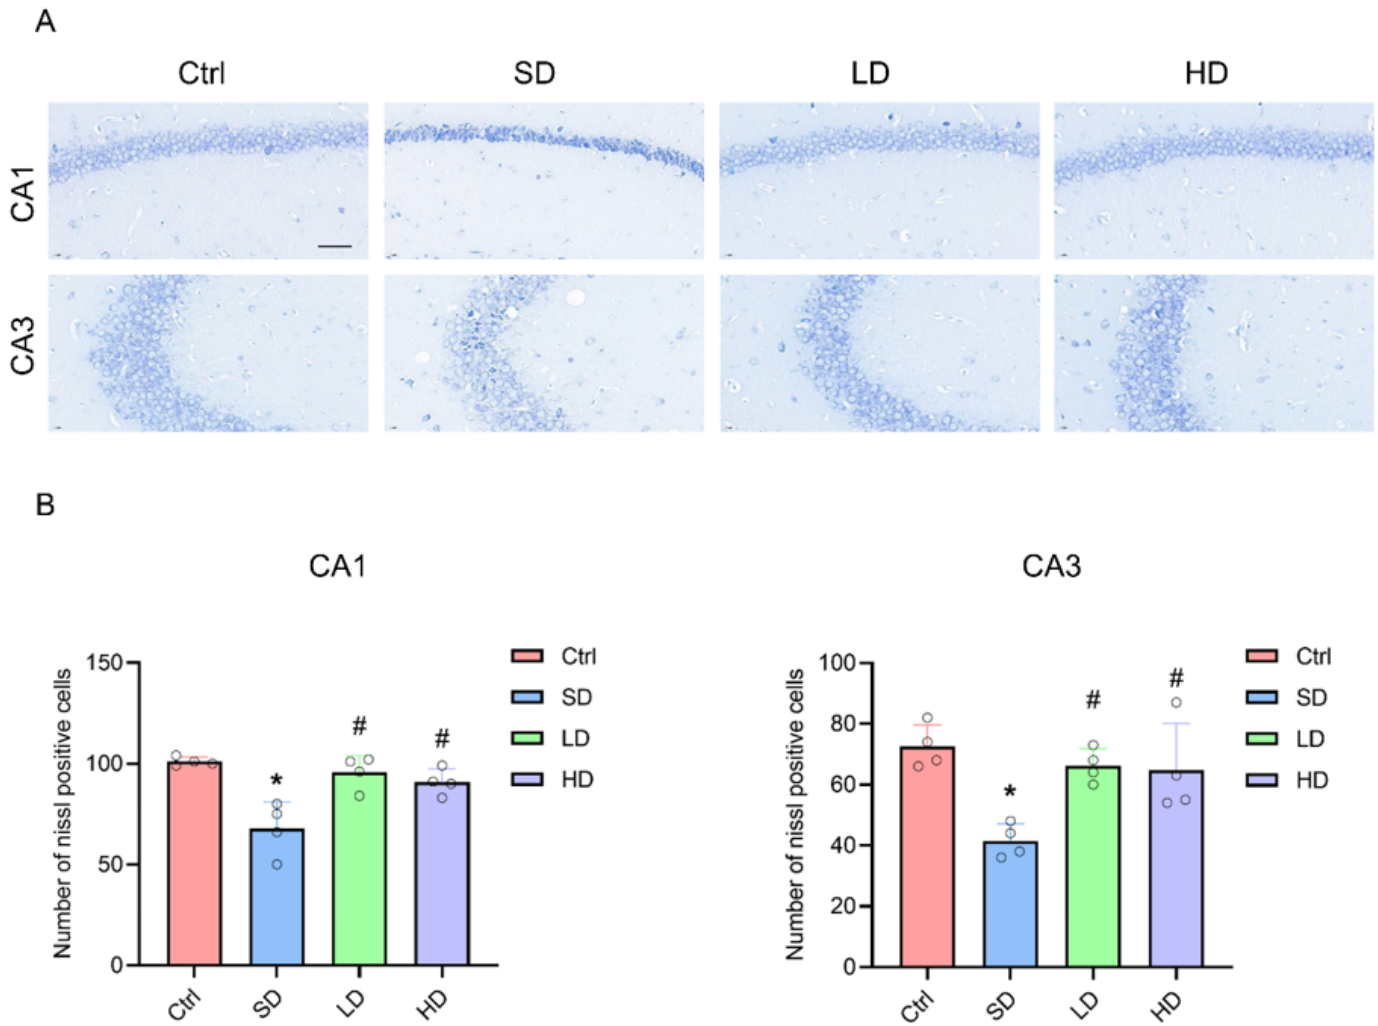 A
Ctrl SD LD HD
CA1
CA3
B
CA1
Number of nissl positive cells
150
100
50
0
* # #
Ctrl SD LD HD
Ctrl
SD
LD
HD
CA3
Number of nissl positive cells
100
80
60
40
20
0
* # #
Ctrl SD LD HD
Ctrl
SD
LD
HD